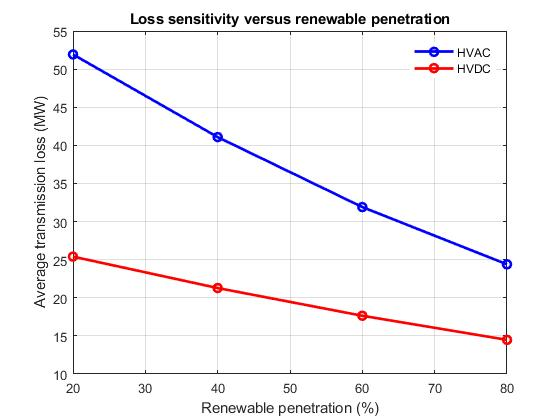 Loss sensitivity versus renewable penetration
55
50
45
40
35
30
25
20
15
10
Average transmission loss (MW)
HVAC
HVDC
20 30 40 50 60 70 80
Renewable penetration (%)